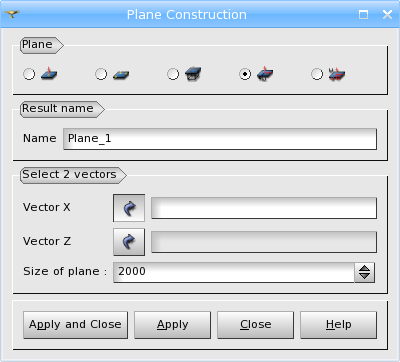 Plane Construction
Plane
Result name
Name Plane_1
Select 2 vectors
Vector X
Vector Z
Size of plane : 2000
Apply and Close Apply Close Help